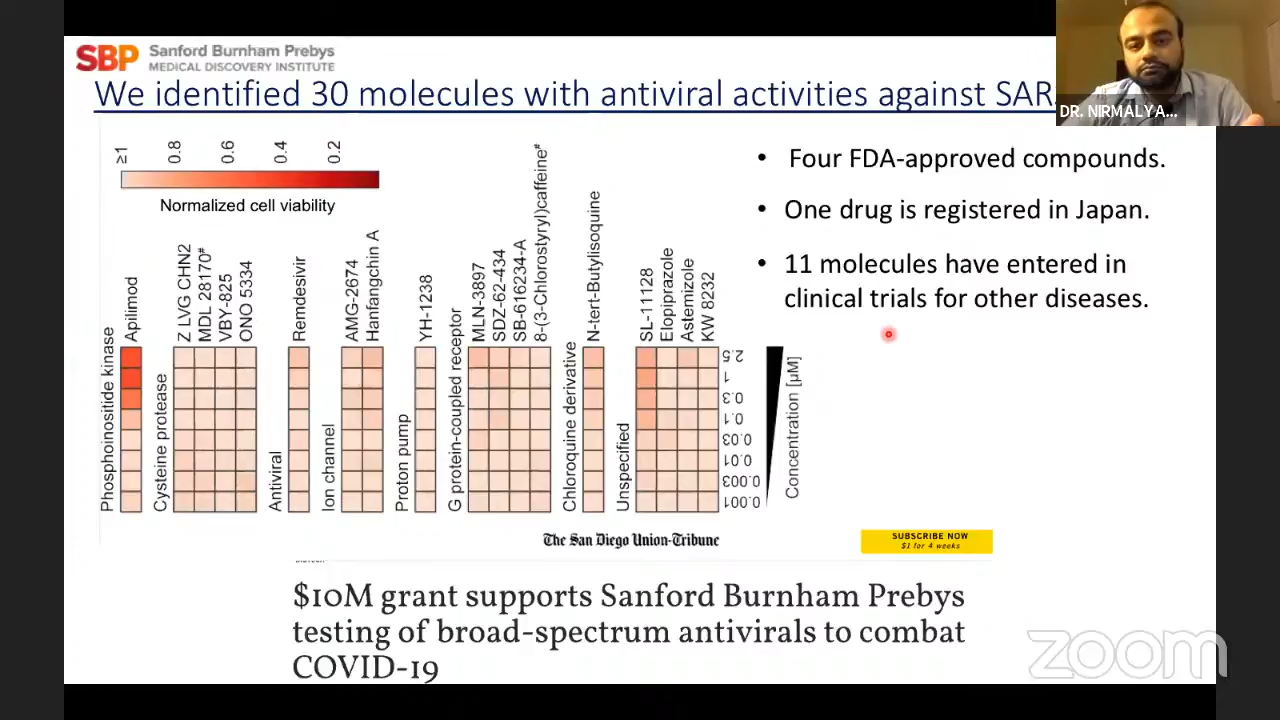 SBP Sanford Burnham Prebys
MEDICAL DISCOVERY INSTITUTE
We identified 30 molecules with antiviral activities against SAR
DR. NIRMALYA...
≥1
0.8
0.6
0.4
0.2
Normalized cell viability
• Four FDA-approved compounds.
• One drug is registered in Japan.
• 11 molecules have entered in
clinical trials for other diseases.
Phosphoinositide kinase
Apilimod
Cysteine protease
Z LVG CHN2
MDL 28170#
VBY-825
ONO 5334
Antiviral
Remdesivir
Ion channel
AMG-2674
Hanfangchin A
Proton pump
YH-1238
G protein-coupled receptor
MLN-3897
SDZ-62-434
SB-616234-A
8-(3-Chlorostyryl)caffeine#
Chloroquine derivative
N-tert-Butylisoquine
Unspecified
SL-11128
Elopiprazole
Astemizole
KW 8232
2.5
1
0.3
0.1
0.03
0.01
0.003
0.001
Concentration [μM]
The San Diego Union-Tribune
SUBSCRIBE NOW
$1 for 4 weeks
$10M grant supports Sanford Burnham Prebys
testing of broad-spectrum antivirals to combat
COVID-19
zoom